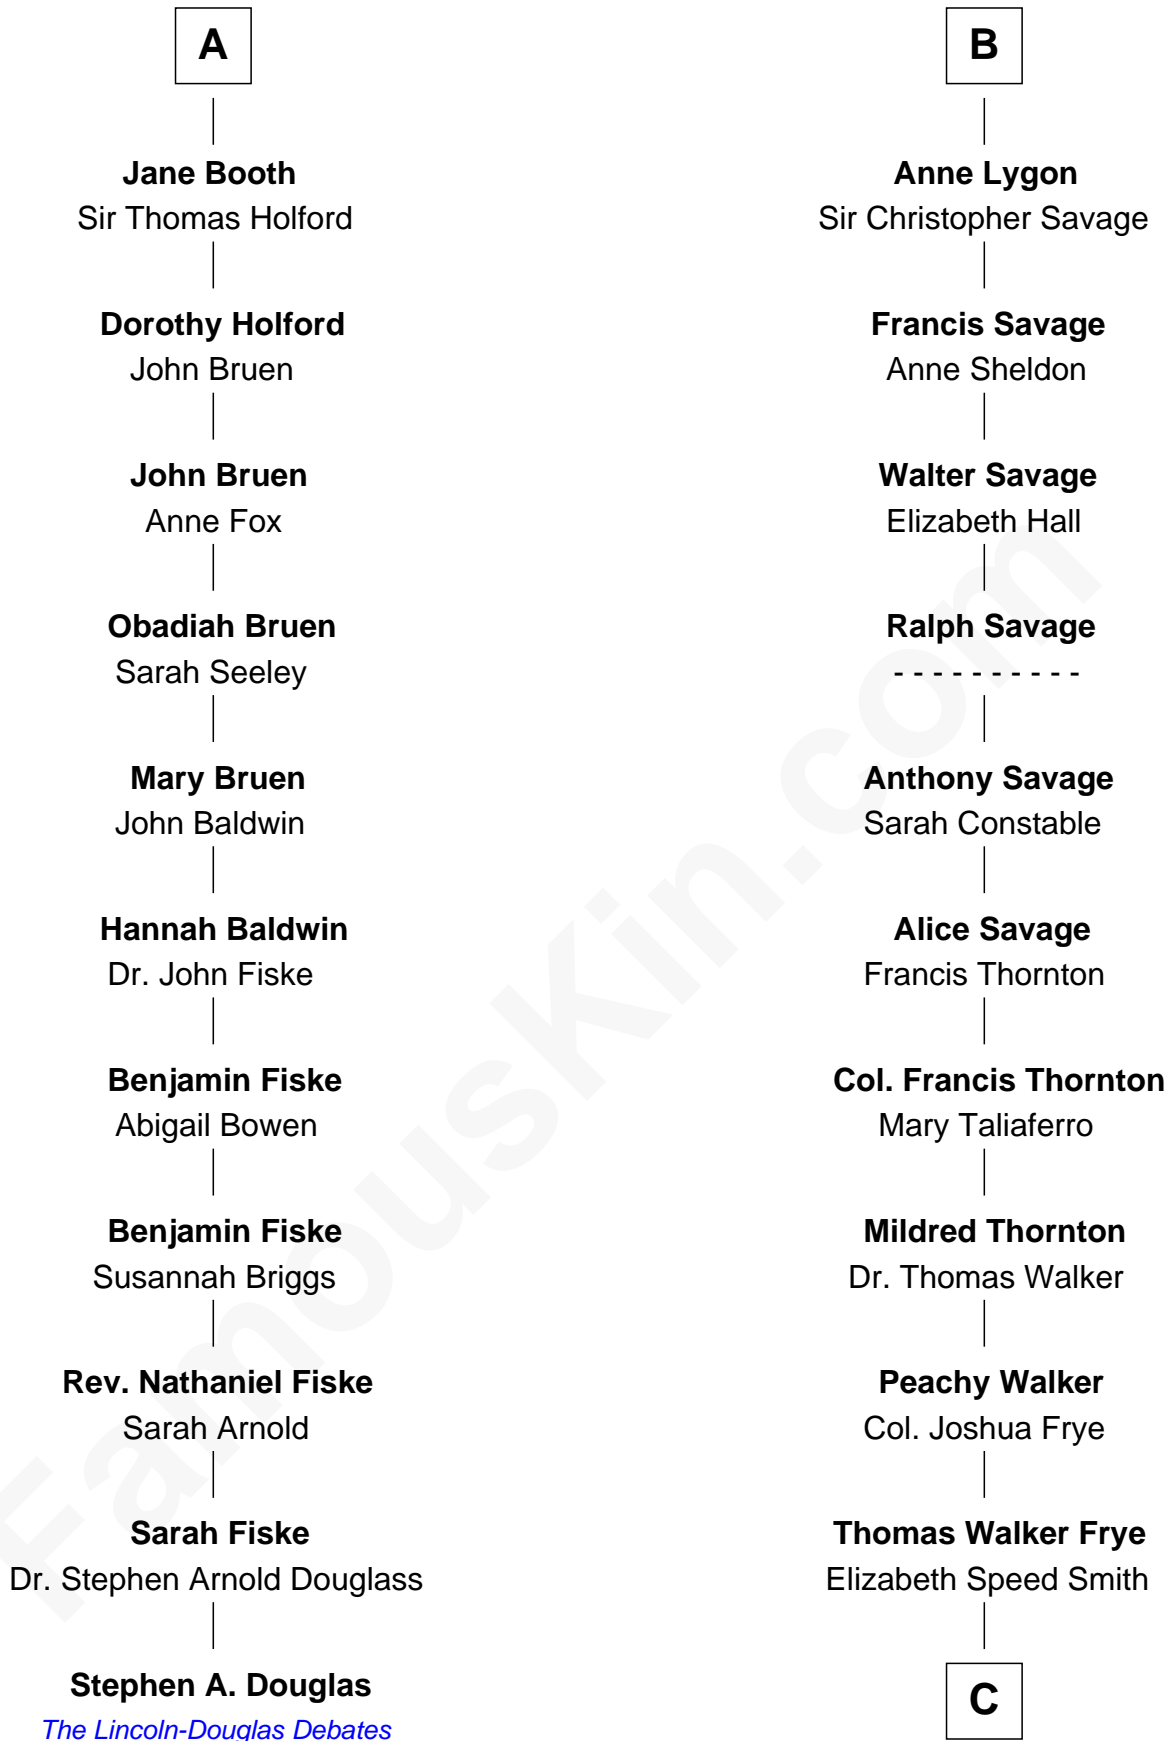 A
Jane Booth
Sir Thomas Holford
Dorothy Holford
John Bruen
John Bruen
Anne Fox
Obadiah Bruen
Sarah Seeley
Mary Bruen
John Baldwin
Hannah Baldwin
Dr. John Fiske
Benjamin Fiske
Abigail Bowen
Benjamin Fiske
Susannah Briggs
Rev. Nathaniel Fiske
Sarah Arnold
Sarah Fiske
Dr. Stephen Arnold Douglass
Stephen A. Douglas
The Lincoln-Douglas Debates
B
Anne Lygon
Sir Christopher Savage
Francis Savage
Anne Sheldon
Walter Savage
Elizabeth Hall
Ralph Savage
- - - - - - - - - -
Anthony Savage
Sarah Constable
Alice Savage
Francis Thornton
Col. Francis Thornton
Mary Taliaferro
Mildred Thornton
Dr. Thomas Walker
Peachy Walker
Col. Joshua Frye
Thomas Walker Frye
Elizabeth Speed Smith
C
FamousKin.com